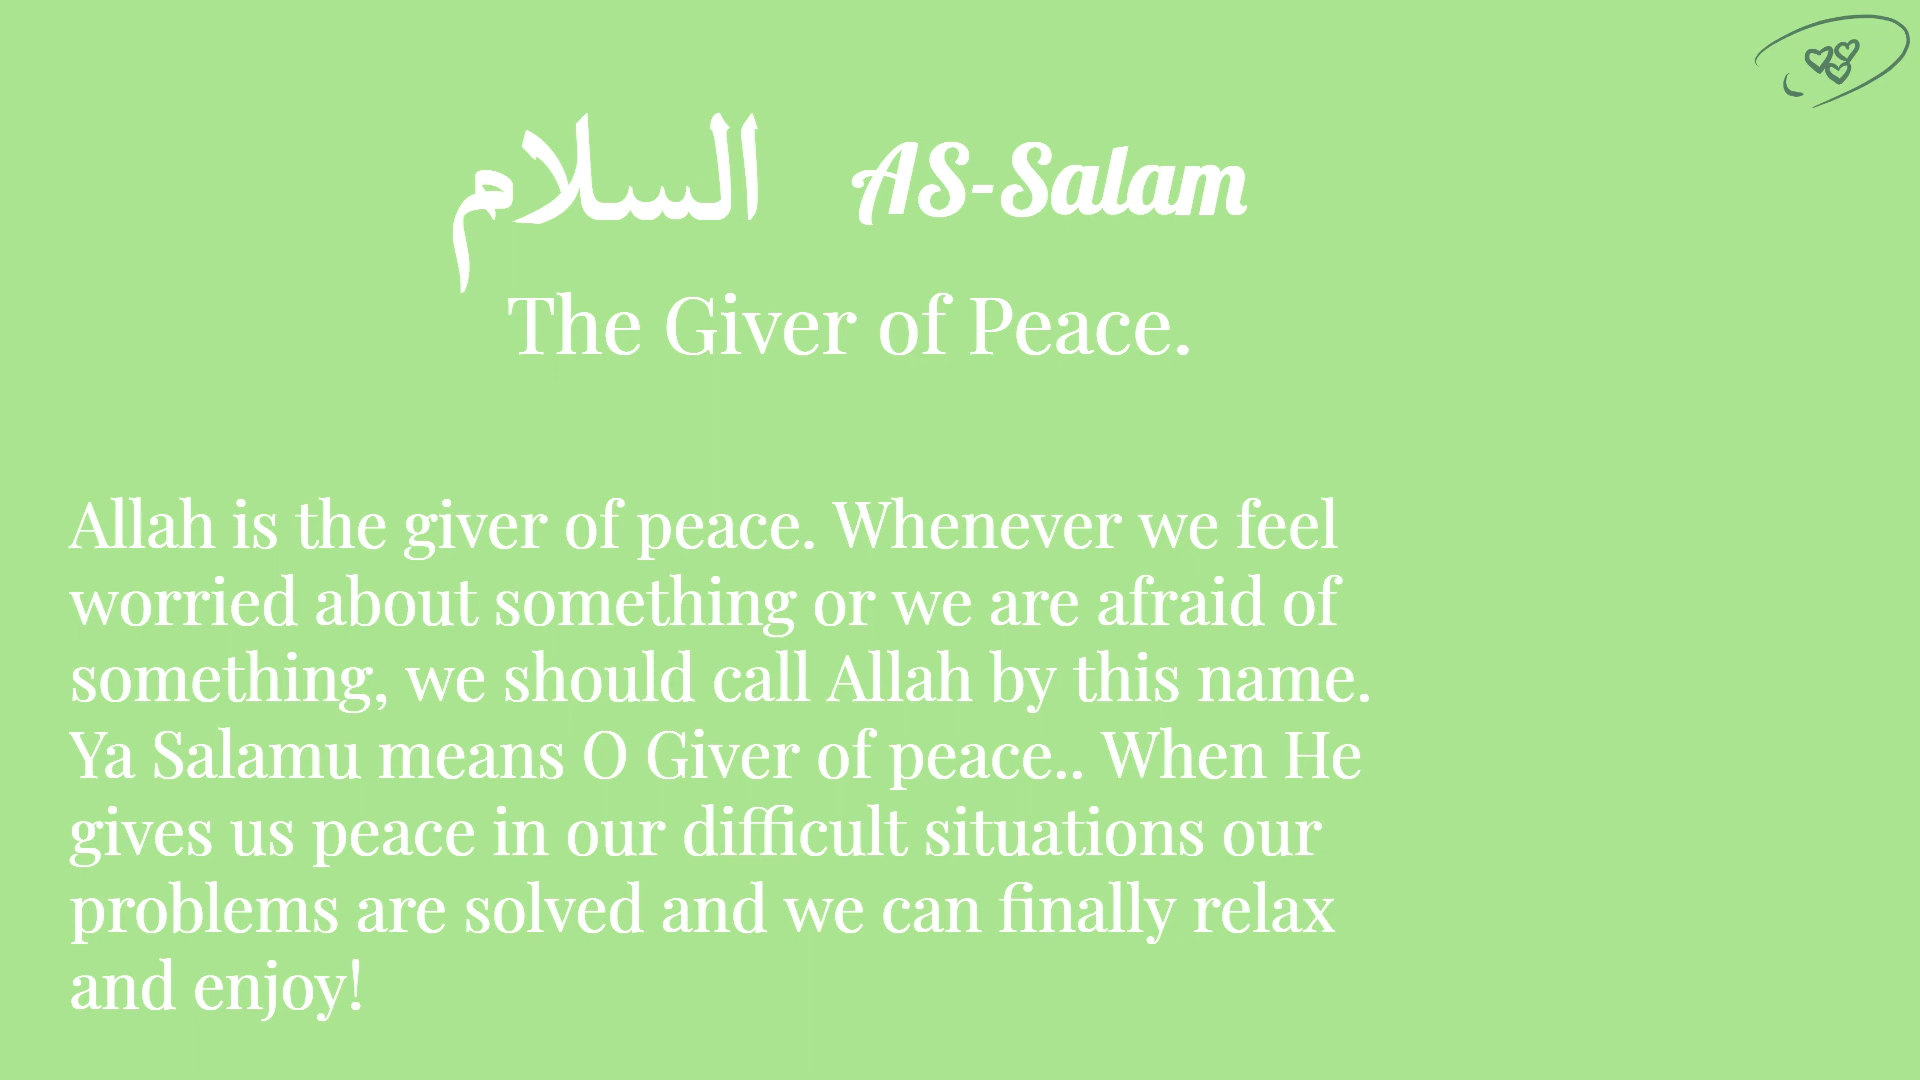 السلام AS-Salam
The Giver of Peace.
Allah is the giver of peace. Whenever we feel
worried about something or we are afraid of
something, we should call Allah by this name.
Ya Salamu means O Giver of peace.. When He
gives us peace in our difficult situations our
problems are solved and we can finally relax
and enjoy!